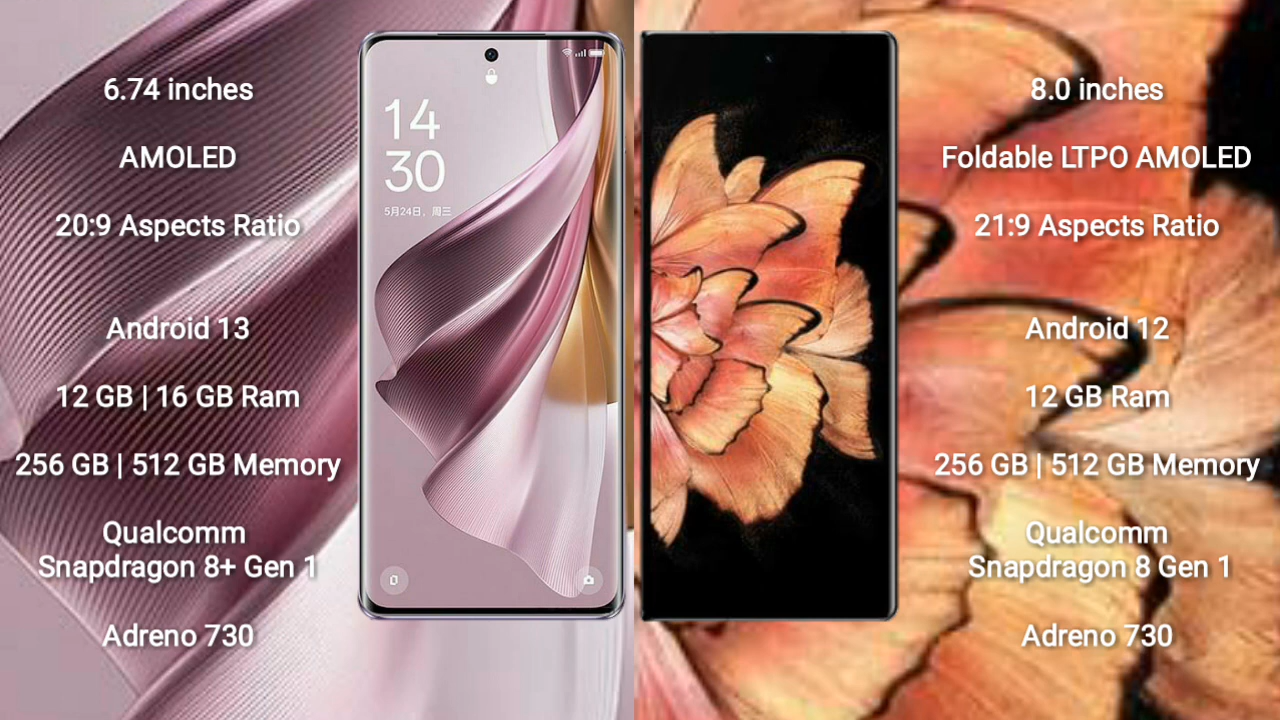 6.74 inches
AMOLED
20:9 Aspects Ratio
Android 13
12 GB | 16 GB Ram
256 GB | 512 GB Memory
Qualcomm
Snapdragon 8+ Gen 1
Adreno 730
14
30
5月24日，周三
8.0 inches
Foldable LTPO AMOLED
21:9 Aspects Ratio
Android 12
12 GB Ram
256 GB | 512 GB Memory
Qualcomm
Snapdragon 8 Gen 1
Adreno 730